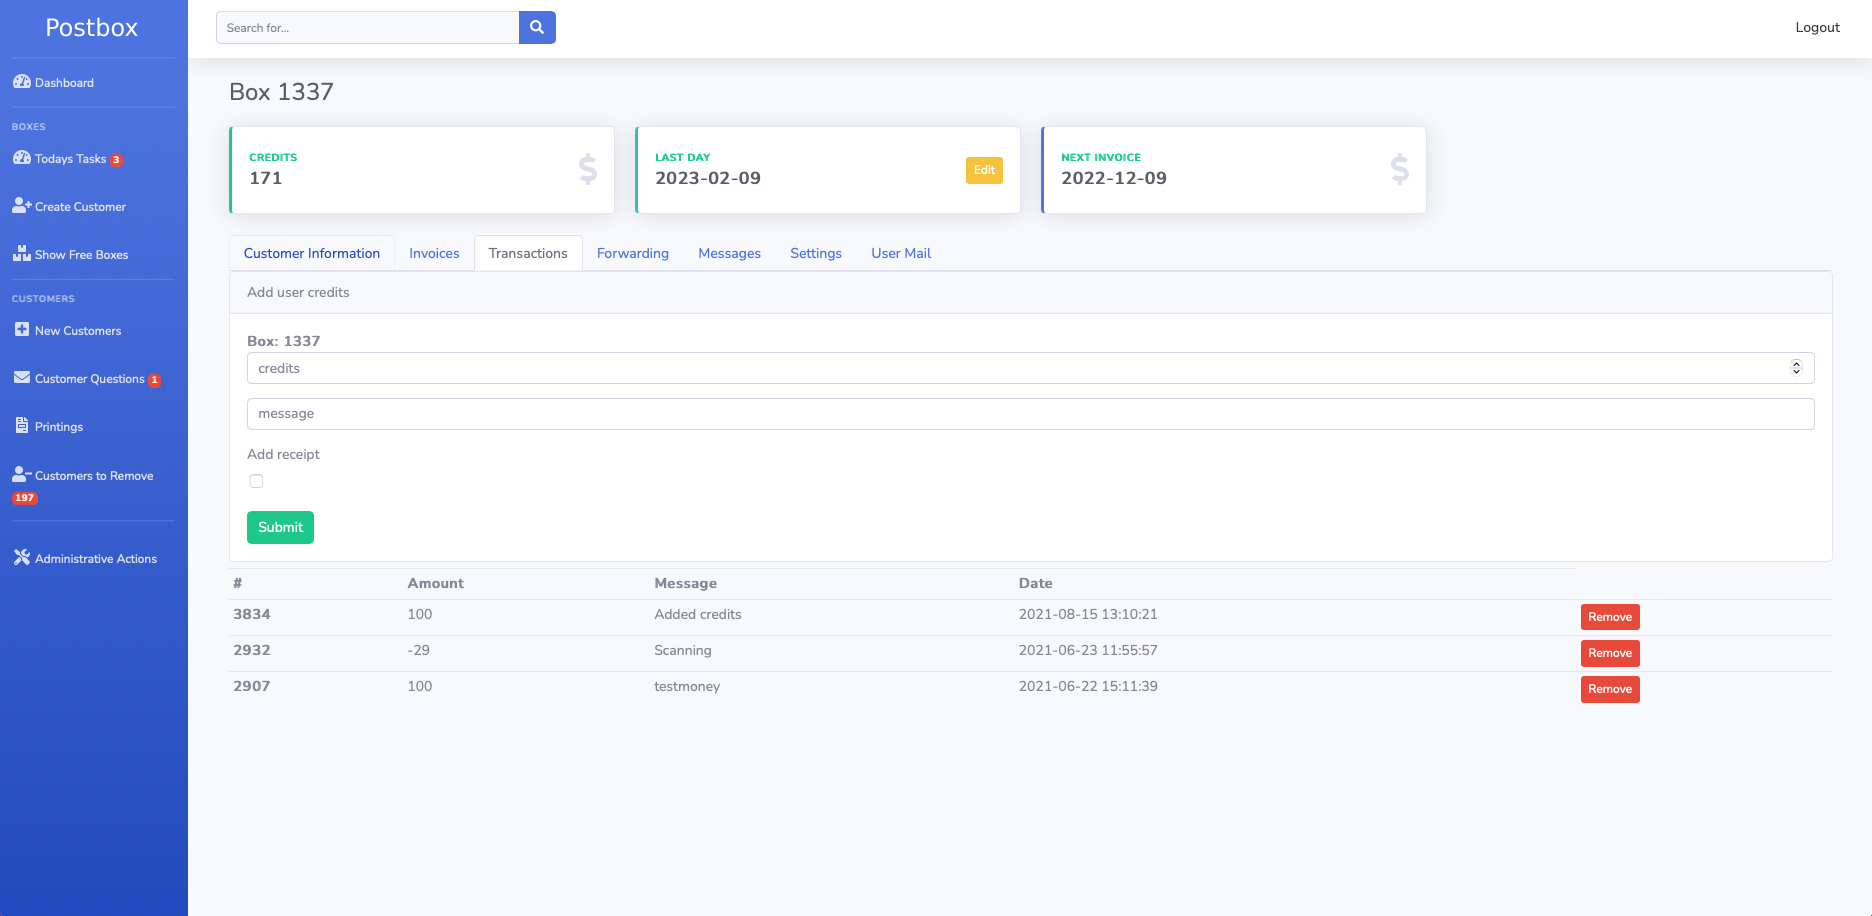 Postbox
Search for...
Logout
Dashboard
BOXES
Todays Tasks 3
Create Customer
Show Free Boxes
CUSTOMERS
New Customers
Customer Questions 1
Printings
Customers to Remove
197
Administrative Actions
Box 1337
CREDITS
171
LAST DAY
2023-02-09
Edit
NEXT INVOICE
2022-12-09
Customer Information Invoices Transactions Forwarding Messages Settings User Mail
Add user credits
Box: 1337
credits
message
Add receipt
Submit
# Amount Message Date
3834 100 Added credits 2021-08-15 13:10:21 Remove
2932 -29 Scanning 2021-06-23 11:55:57 Remove
2907 100 testmoney 2021-06-22 15:11:39 Remove